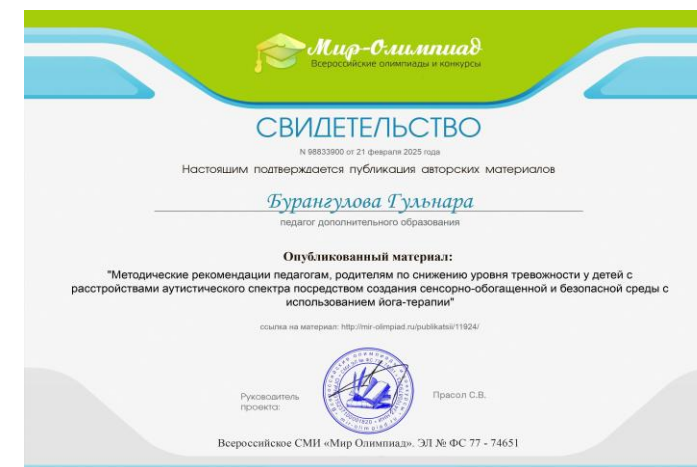 Мир-Олимпиад
Всероссийские олимпиады и конкурсы
СВИДЕТЕЛЬСТВО
N 98833900 от 21 февраля 2025 года
Настоящим подтверждается публикация авторских материалов
Бурангулова Гульнара
педагог дополнительного образования
Опубликованный материал:
"Методические рекомендации педагогам, родителям по снижению уровня тревожности у детей с
расстройствами аутистического спектра посредством создания сенсорно-обогащенной и безопасной среды с
использованием йога-терапии"
ссылка на материал: http://mir-olimpiad.ru/publikatsii/11924/
Руководитель
проекта:
Прасол С.В.
Всероссийское СМИ «Мир Олимпиад». ЭЛ № ФС 77 - 74651